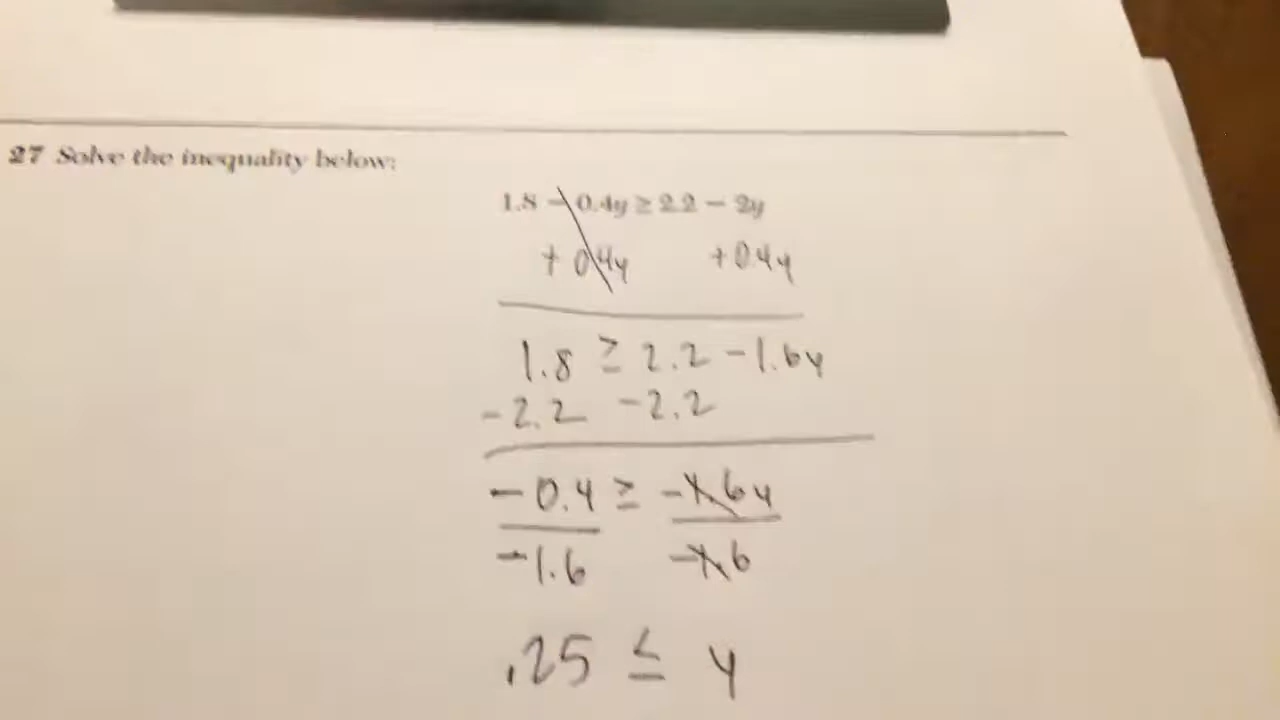 27 Solve the inequality below:
1.8 − 0.4y ≥ 2.2 − 2y
+ 0.4y +0.4y
1.8 ≥ 2.2 -1.6y
-2.2 -2.2
-0.4 ≥ -1.6y
-1.6 -1.6
.25 ≤ y